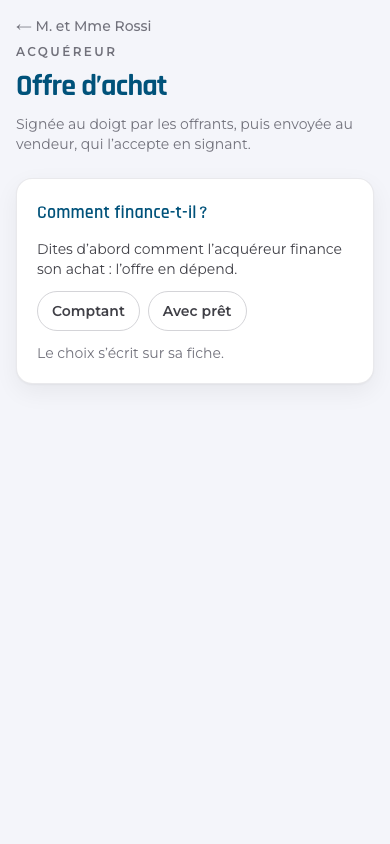 ← M. et Mme Rossi
ACQUÉREUR
Offre d’achat
Signée au doigt par les offrants, puis envoyée au
vendeur, qui l’accepte en signant.
Comment finance-t-il ?
Dites d’abord comment l’acquéreur finance
son achat : l’offre en dépend.
Comptant
Avec prêt
Le choix s’écrit sur sa fiche.